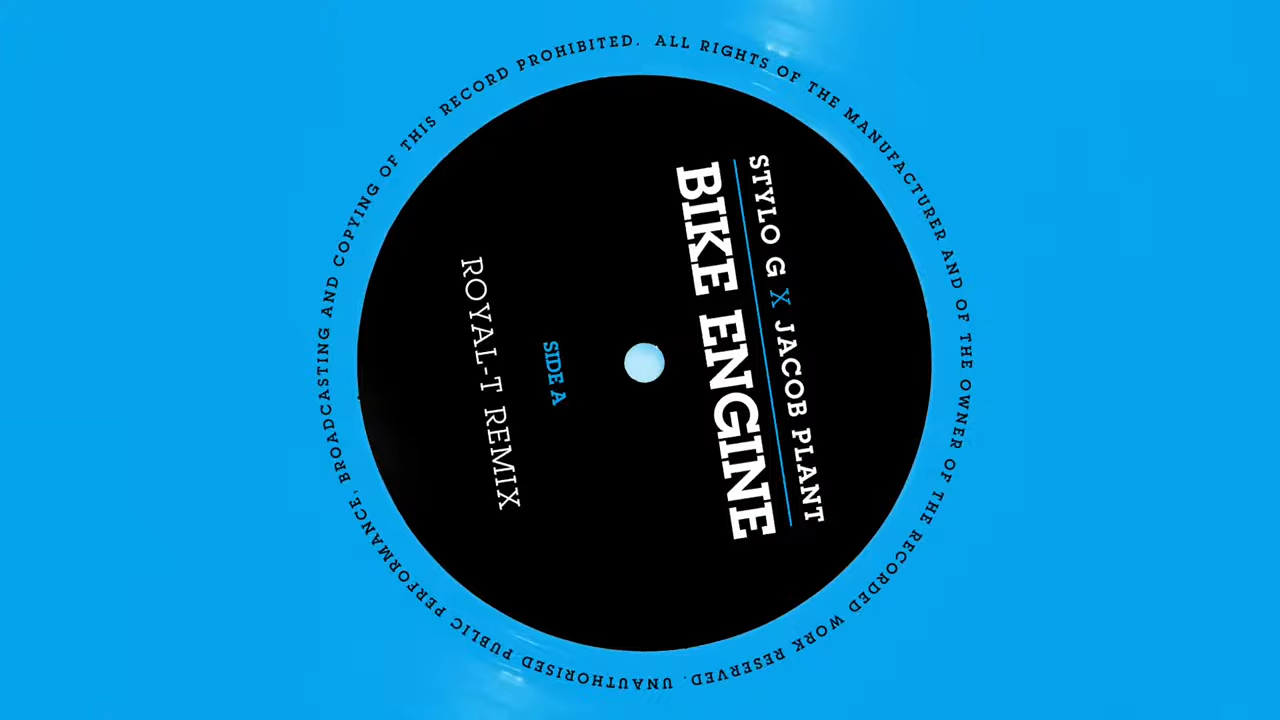 STYLO G X JACOB PLANT
BIKE ENGINE
SIDE A
ROYAL-T REMIX
ALL RIGHTS OF THE MANUFACTURER AND OF THE OWNER OF THE RECORDED WORK RESERVED. UNAUTHORISED PUBLIC PERFORMANCE, BROADCASTING AND COPYING OF THIS RECORD PROHIBITED.